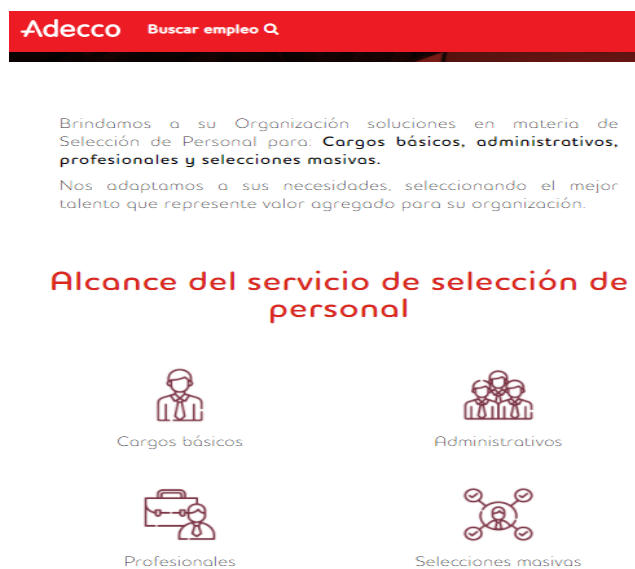 Adecco Buscar empleo
Brindamos a su Organización soluciones en materia de
Selección de Personal para: Cargos básicos, administrativos,
profesionales y selecciones masivas.
Nos adaptamos a sus necesidades, seleccionando el mejor
talento que represente valor agregado para su organización.
Alcance del servicio de selección de
personal
Cargos básicos
Administrativos
Profesionales
Selecciones masivas